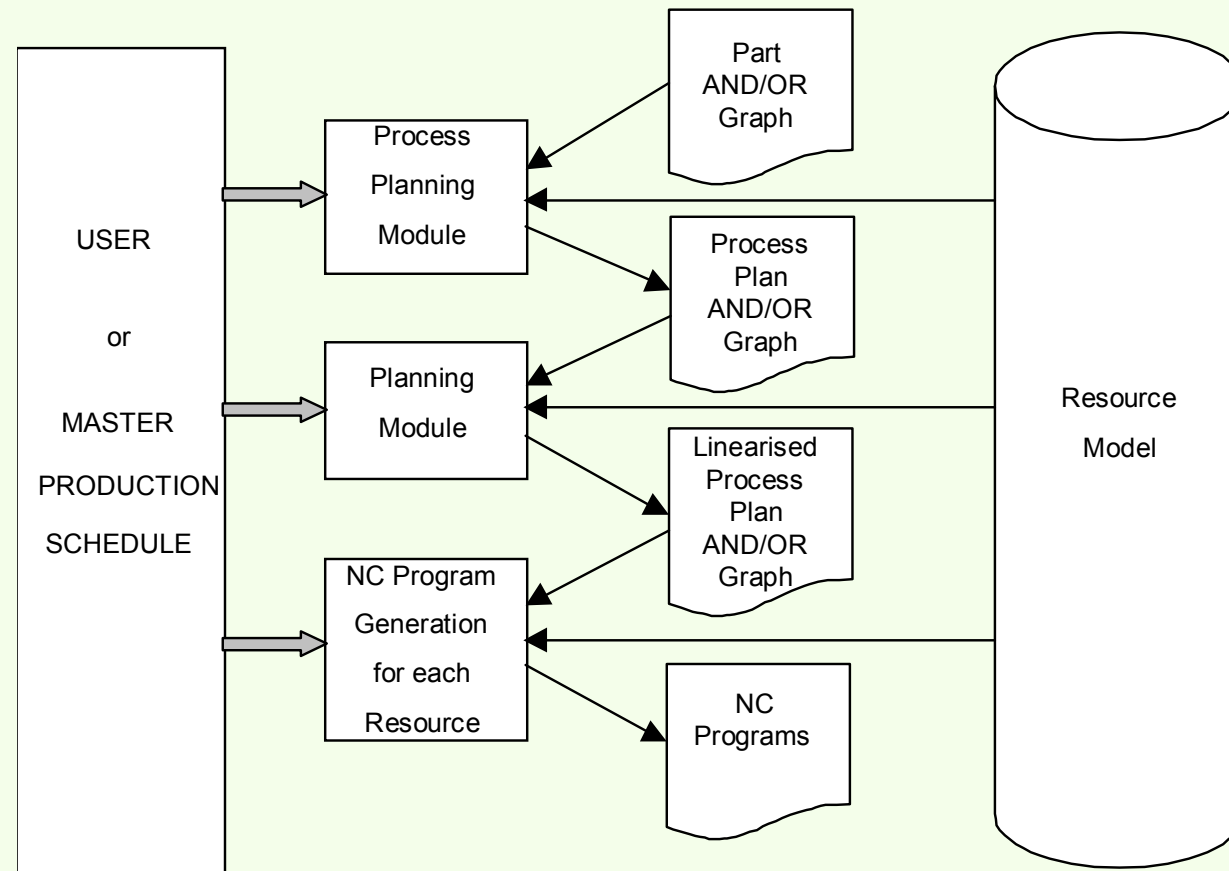 USER
or
MASTER
PRODUCTION
SCHEDULE
Process
Planning
Module
Planning
Module
NC Program
Generation
for each
Resource
Part
AND/OR
Graph
Process
Plan
AND/OR
Graph
Linearised
Process
Plan
AND/OR
Graph
NC
Programs
Resource
Model